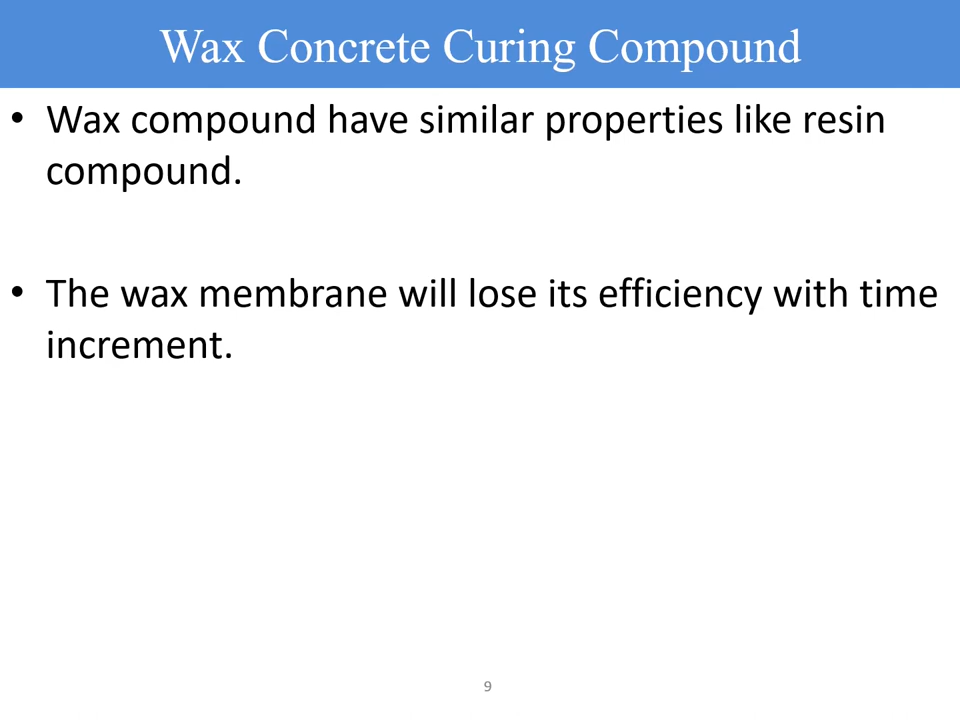 Wax Concrete Curing Compound
• Wax compound have similar properties like resin
compound.
• The wax membrane will lose its efficiency with time
increment.
9